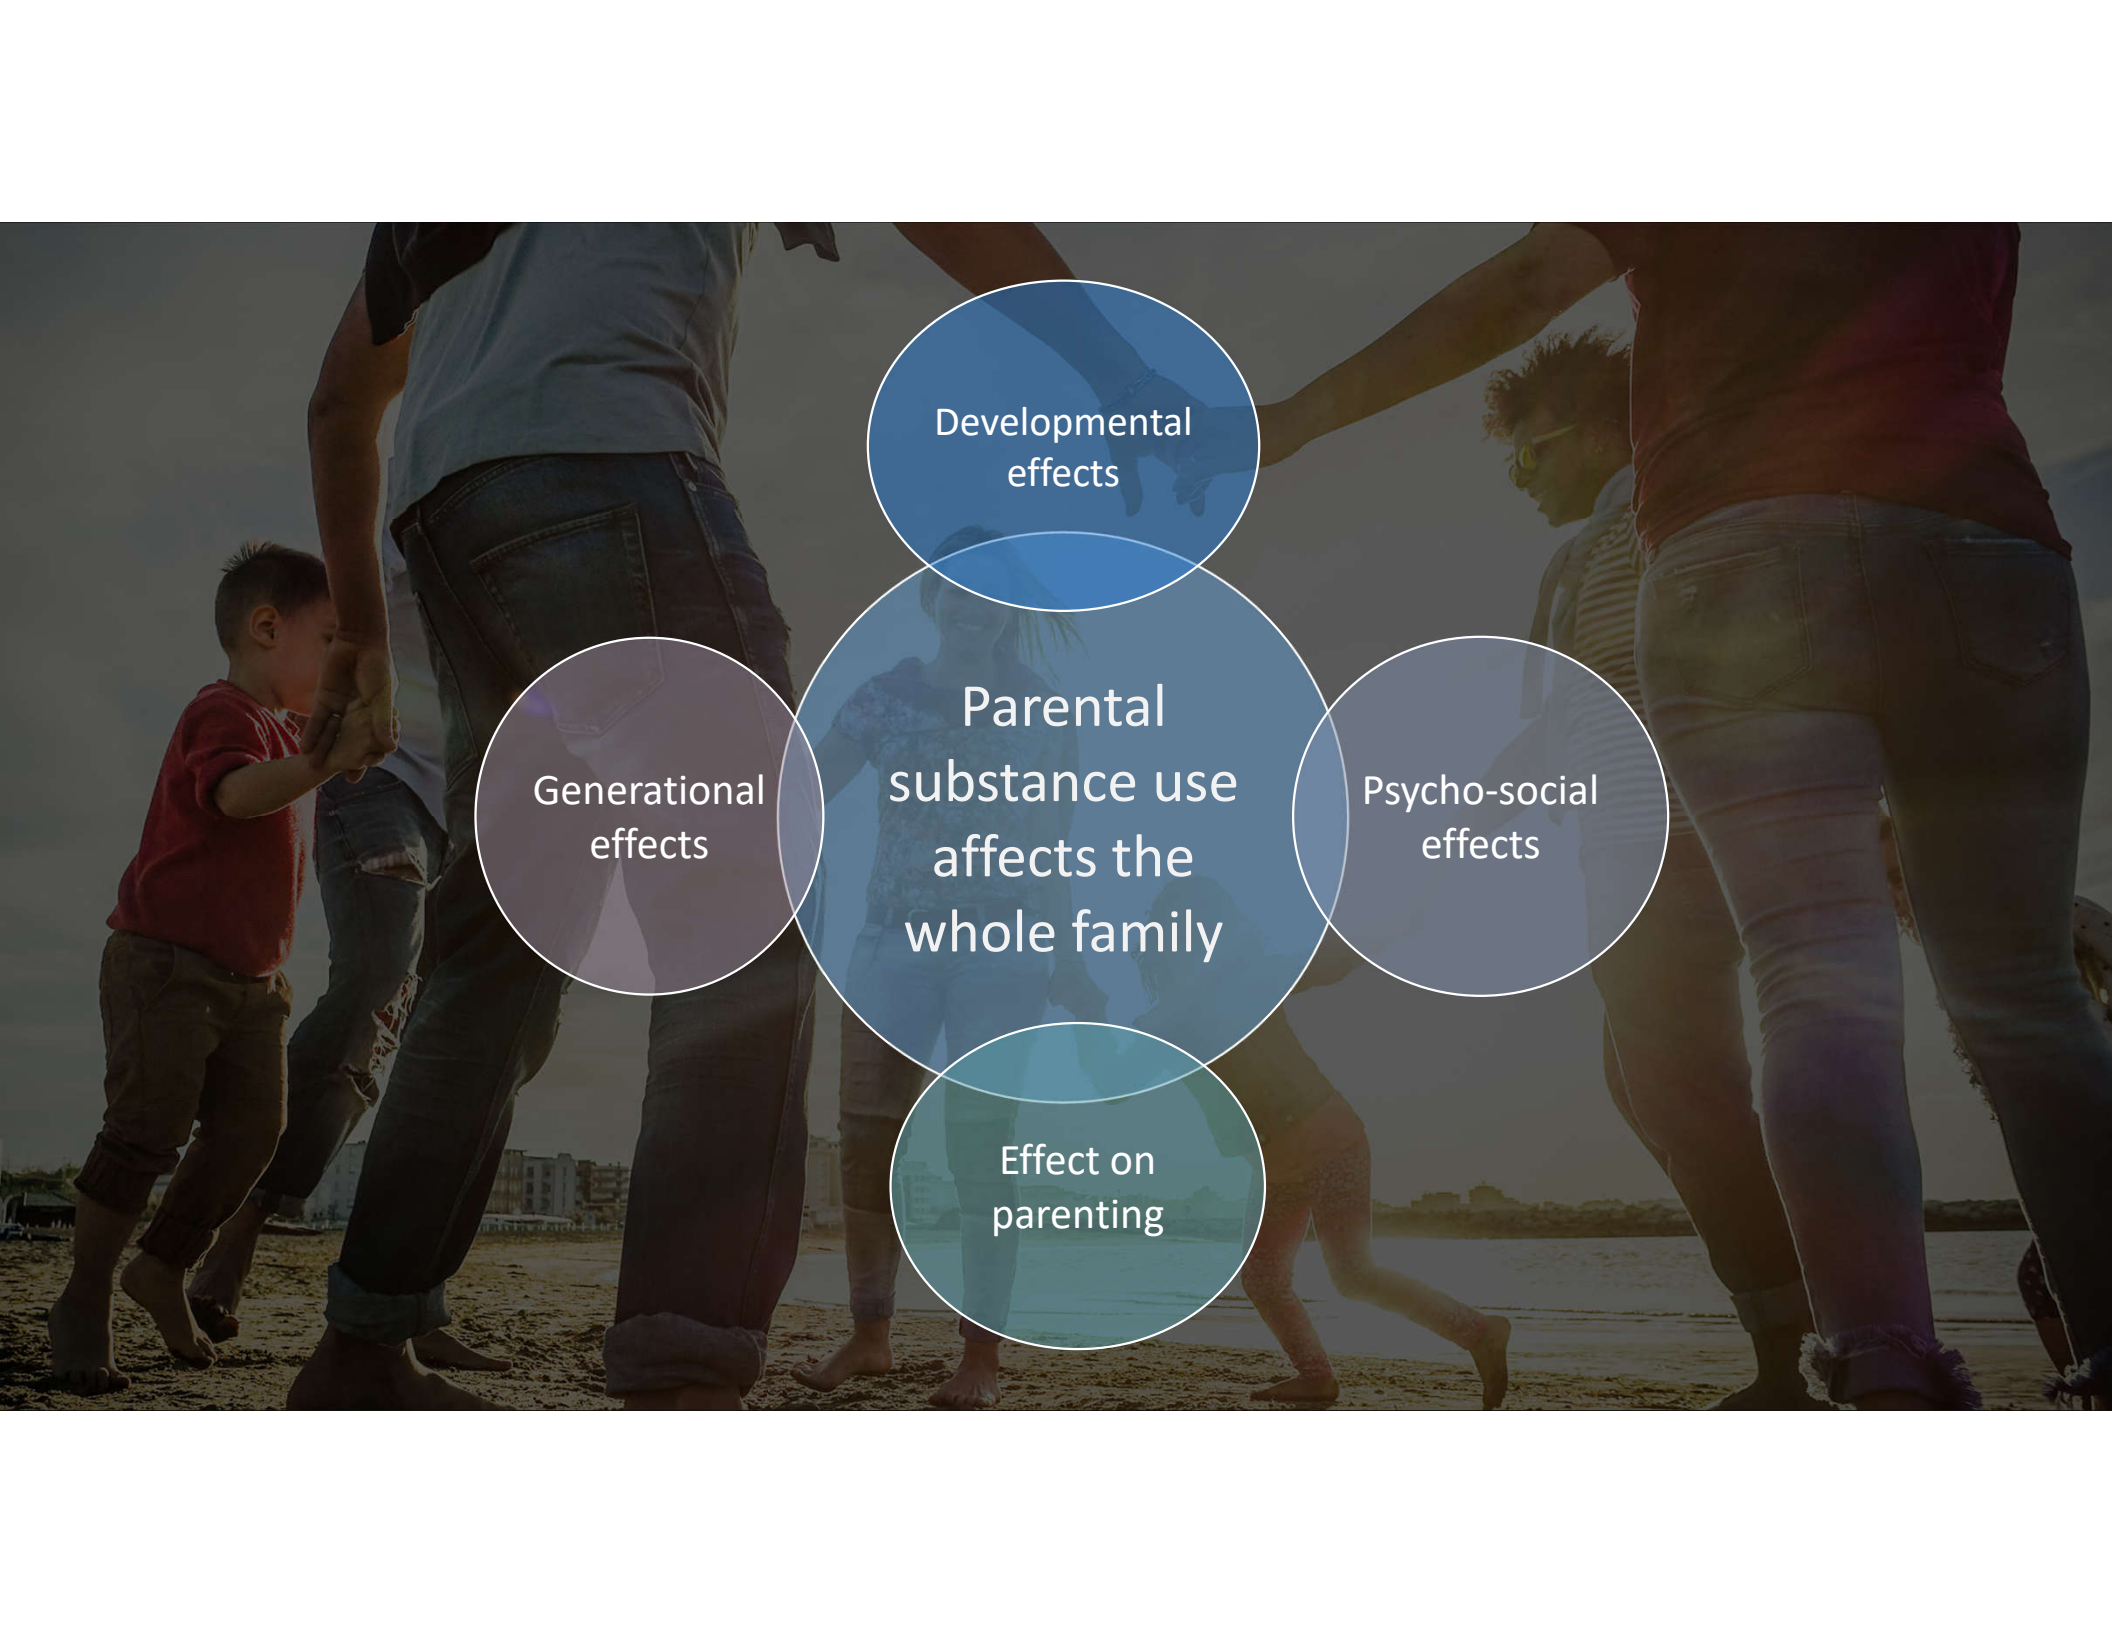 Developmental
effects
Parental
substance use
affects the
whole family
Generational
effects
Psycho-social
effects
Effect on
parenting